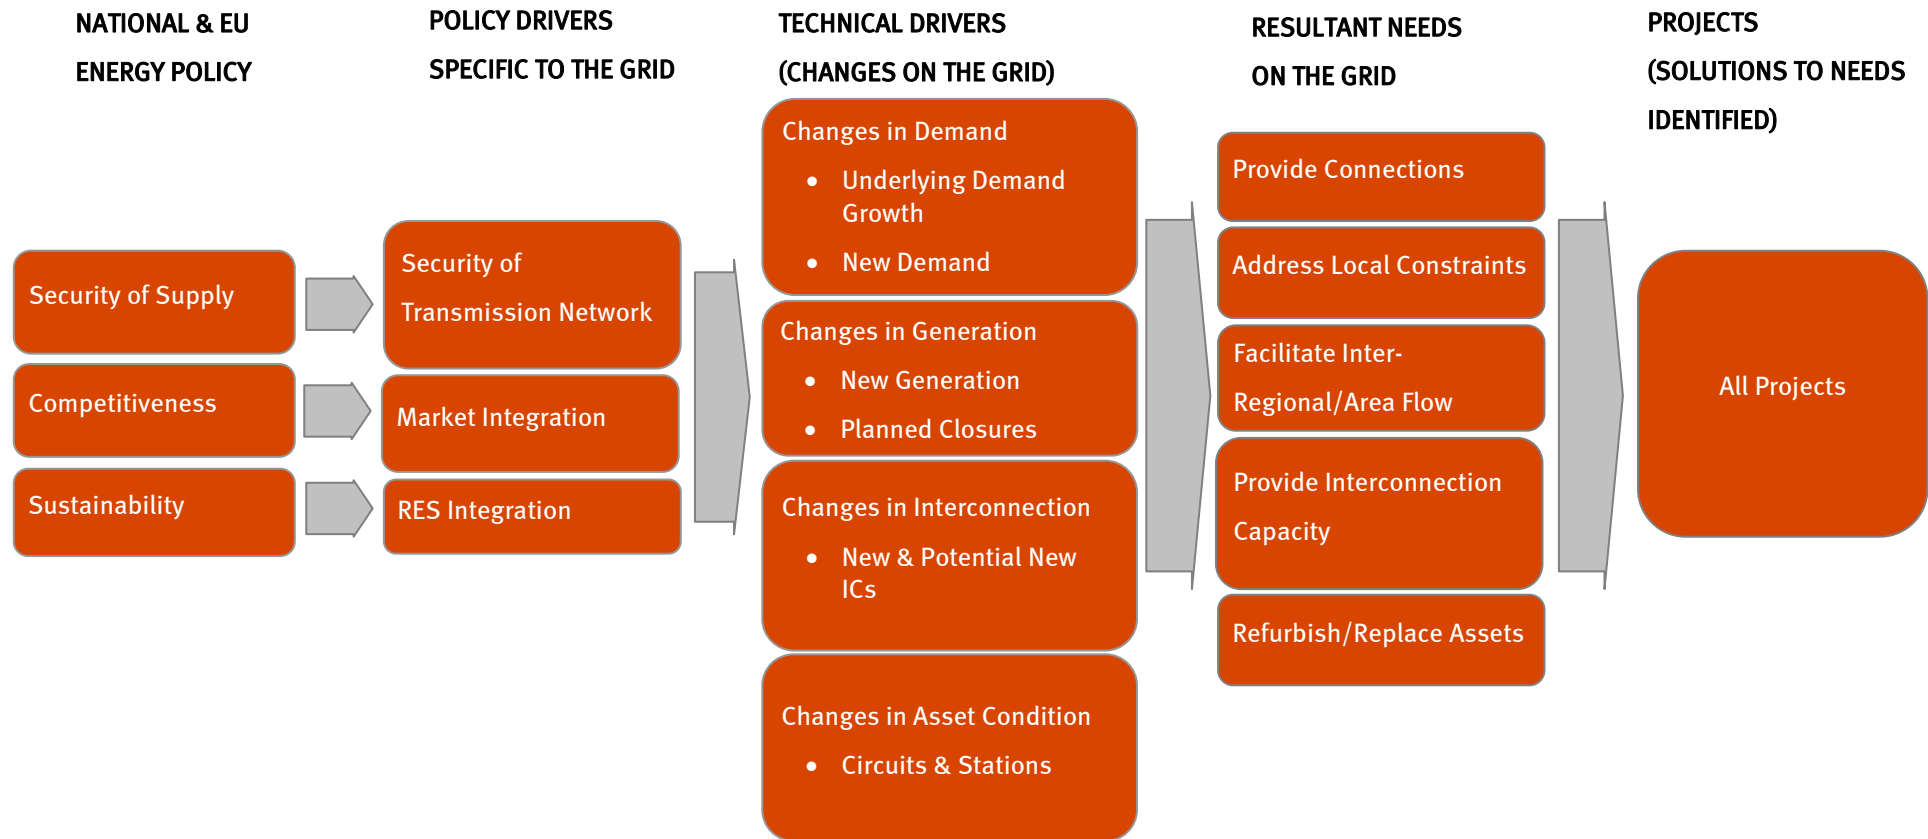 NATIONAL & EU
ENERGY POLICY
POLICY DRIVERS
SPECIFIC TO THE GRID
TECHNICAL DRIVERS
(CHANGES ON THE GRID)
RESULTANT NEEDS
ON THE GRID
PROJECTS
(SOLUTIONS TO NEEDS
IDENTIFIED)
Security of Supply
Competitiveness
Sustainability
Security of
Transmission Network
Market Integration
RES Integration
Changes in Demand
• Underlying Demand
Growth
• New Demand
Changes in Generation
• New Generation
• Planned Closures
Changes in Interconnection
• New & Potential New
ICs
Changes in Asset Condition
• Circuits & Stations
Provide Connections
Address Local Constraints
Facilitate Inter-
Regional/Area Flow
Provide Interconnection
Capacity
Refurbish/Replace Assets
All Projects